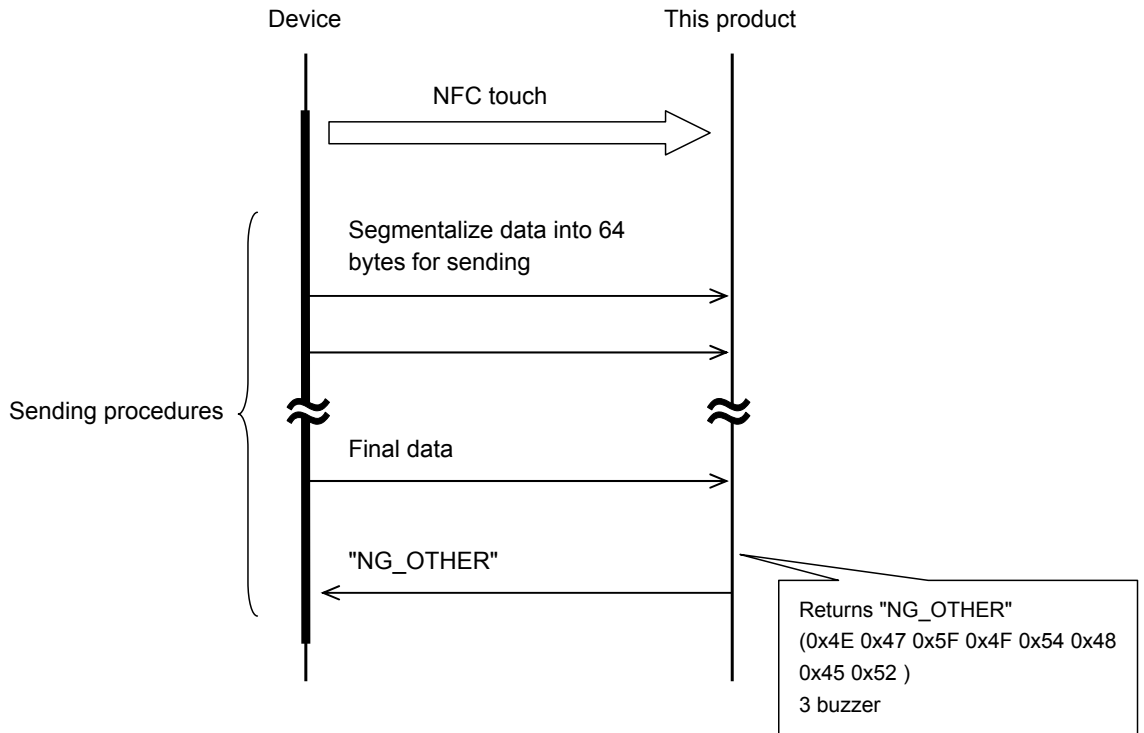 Device
This product
NFC touch
Segmentalize data into 64
bytes for sending
Sending procedures
Final data
"NG_OTHER"
Returns "NG_OTHER"
(0x4E 0x47 0x5F 0x4F 0x54 0x48
0x45 0x52 )
3 buzzer